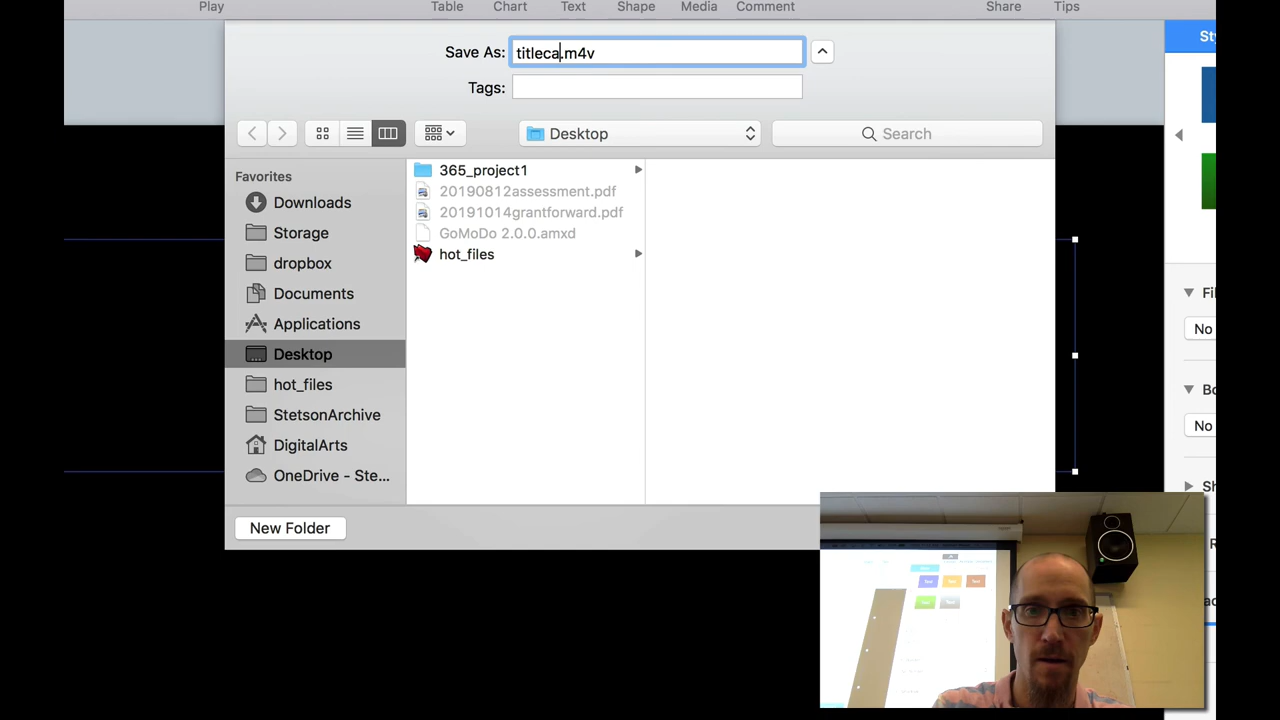 Play Table Chart Text Shape Media Comment Share Tips
Save As: titleca.m4v
Tags:
Desktop
Search
Favorites
Downloads
Storage
dropbox
Documents
Applications
Desktop
hot_files
StetsonArchive
DigitalArts
OneDrive - Ste...
365_project1
20190812assessment.pdf
20191014grantforward.pdf
GoMoDo 2.0.0.amxd
hot_files
New Folder
No
No